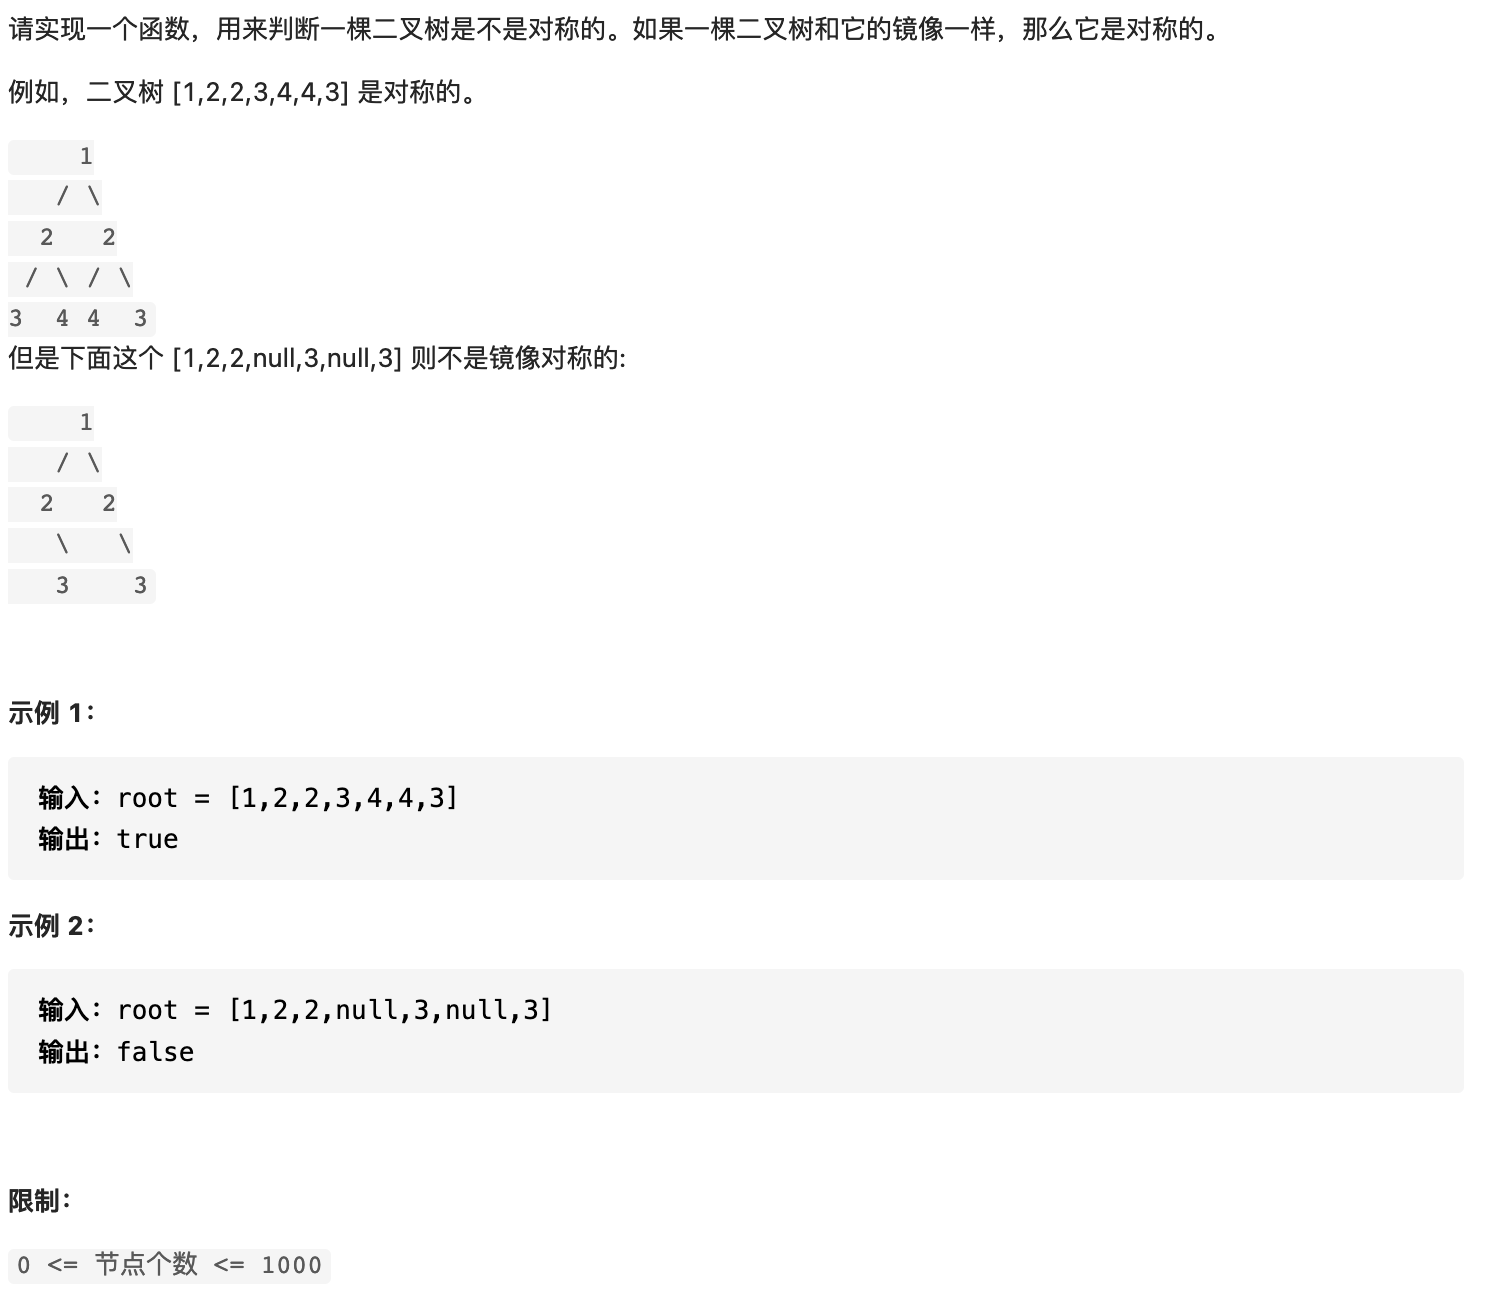 请实现一个函数，用来判断一棵二叉树是不是对称的。如果一棵二叉树和它的镜像一样，那么它是对称的。
例如，二叉树 [1,2,2,3,4,4,3] 是对称的。
     1
    / \
  2   2
 / \ / \
3  4 4  3
但是下面这个 [1,2,2,null,3,null,3] 则不是镜像对称的:
     1
    / \
  2   2
   \   \
   3    3
示例 1：
输入：root = [1,2,2,3,4,4,3]
输出：true
示例 2：
输入：root = [1,2,2,null,3,null,3]
输出：false
限制：
0 <= 节点个数 <= 1000